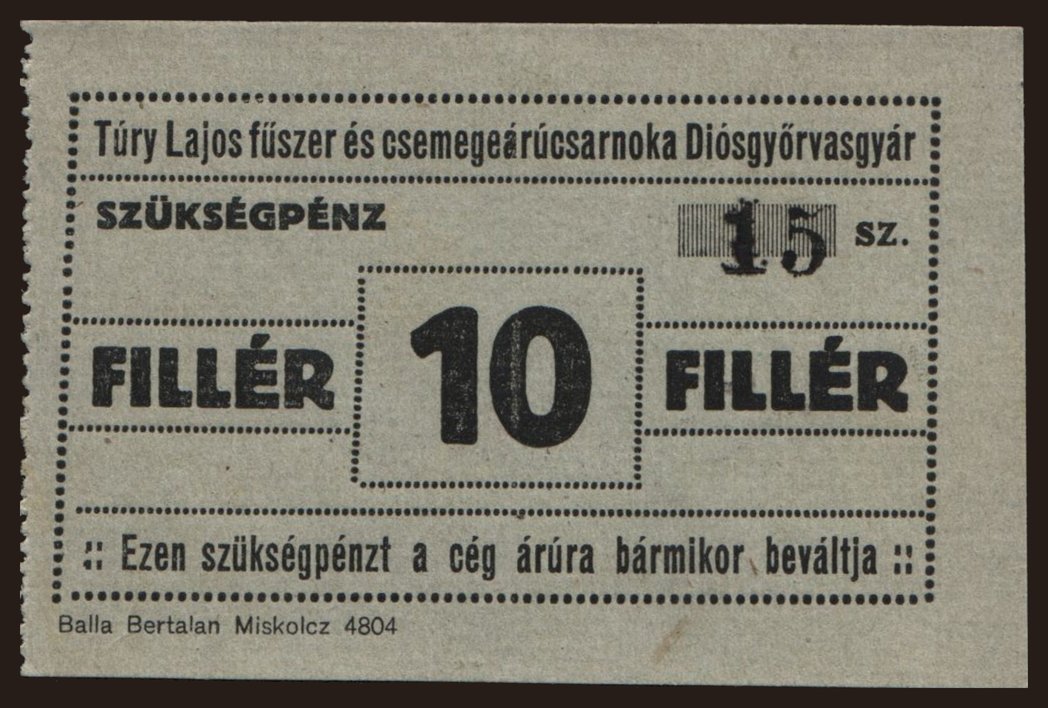 Túry Lajos fűszer és csemegeárúcsarnoka Diósgyőrvasgyár
SZÜKSÉGPÉNZ
15 sz.
FILLÉR 10 FILLÉR
:: Ezen szükségpénzt a cég árúra bármikor beváltja ::
Balla Bertalan Miskolcz 4804